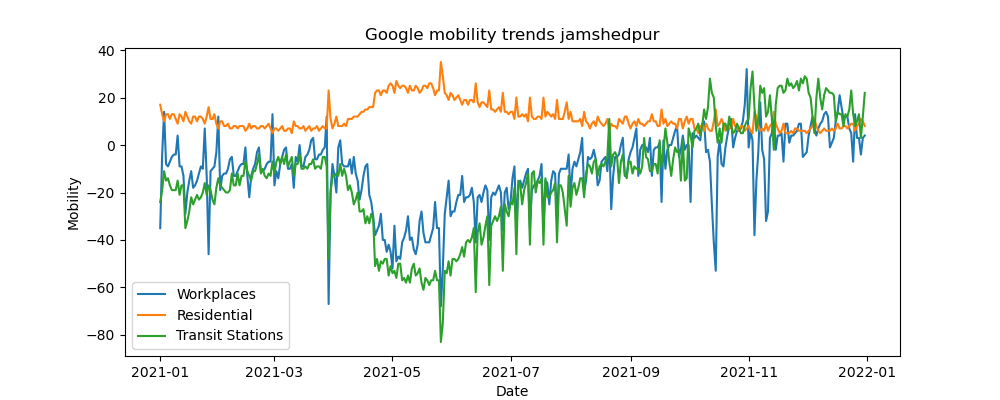 Google mobility trends jamshedpur
40
20
0
−20
−40
−60
−80
Mobility
Workplaces
Residential
Transit Stations
2021-01 2021-03 2021-05 2021-07 2021-09 2021-11 2022-01
Date